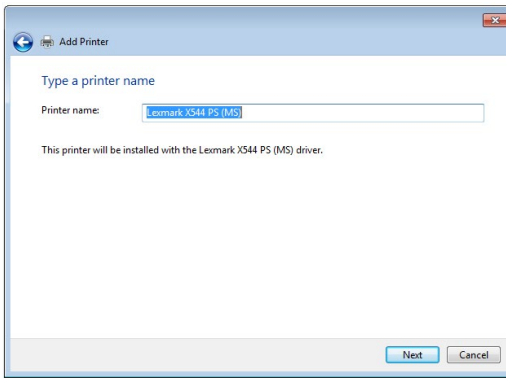 Add Printer
Type a printer name
Printer name: Lexmark X544 PS (MS)
This printer will be installed with the Lexmark X544 PS (MS) driver.
Next Cancel